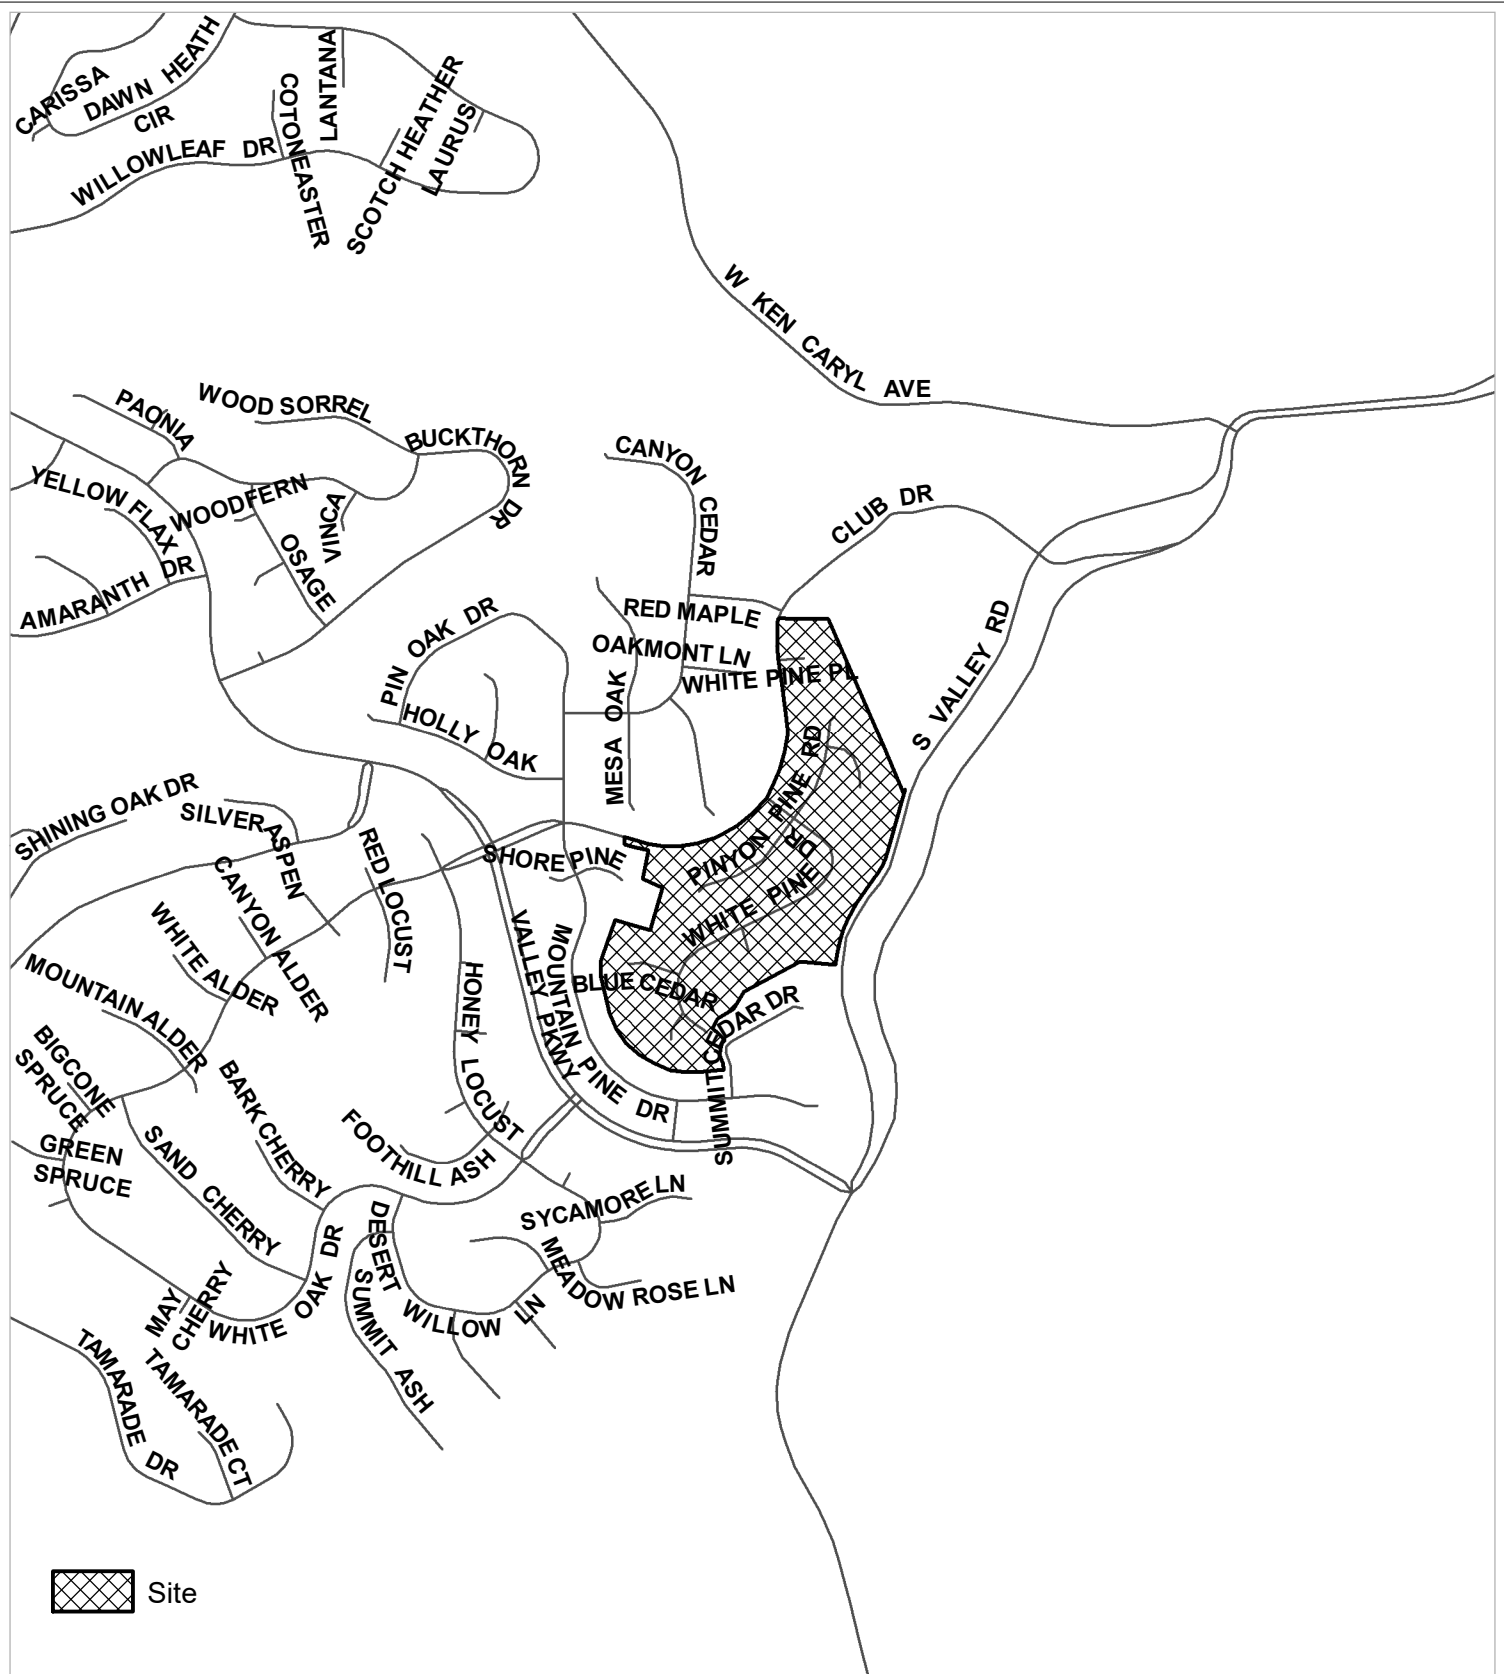 CARISSA
DAWN HEATH
CIR
LANTANA
COTONEASTER
SCOTCH HEATHER
LAURUS
WILLOWLEAF DR
W KEN CARYL AVE
PAONIA
WOOD SORREL
BUCKTHORN DR
YELLOW FLAX DR
WOODFERN
VINCA
OSAGE
AMARANTH DR
CANYON CEDAR
CLUB DR
RED MAPLE
OAKMONT LN
WHITE PINE PL
PIN OAK DR
HOLLY OAK
MESA OAK
S VALLEY RD
SHINING OAK DR
SILVER ASPEN
RED LOCUST
SHORE PINE
PINYON PINE RD
WHITE PINE DR
CANYON ALDER
WHITE ALDER
MOUNTAIN ALDER
HONEY LOCUST
VALLEY PKWY
MOUNTAIN PINE DR
BLUE CEDAR
SUMMIT CEDAR DR
BIGCONE
SPRUCE
GREEN
SPRUCE
BARK CHERRY
SAND CHERRY
FOOTHILL ASH
SYCAMORE LN
MEADOW ROSE LN
DESERT WILLOW LN
SUMMIT ASH
WHITE OAK DR
MAY
CHERRY
TAMARADE DR
TAMARADE CT
Site